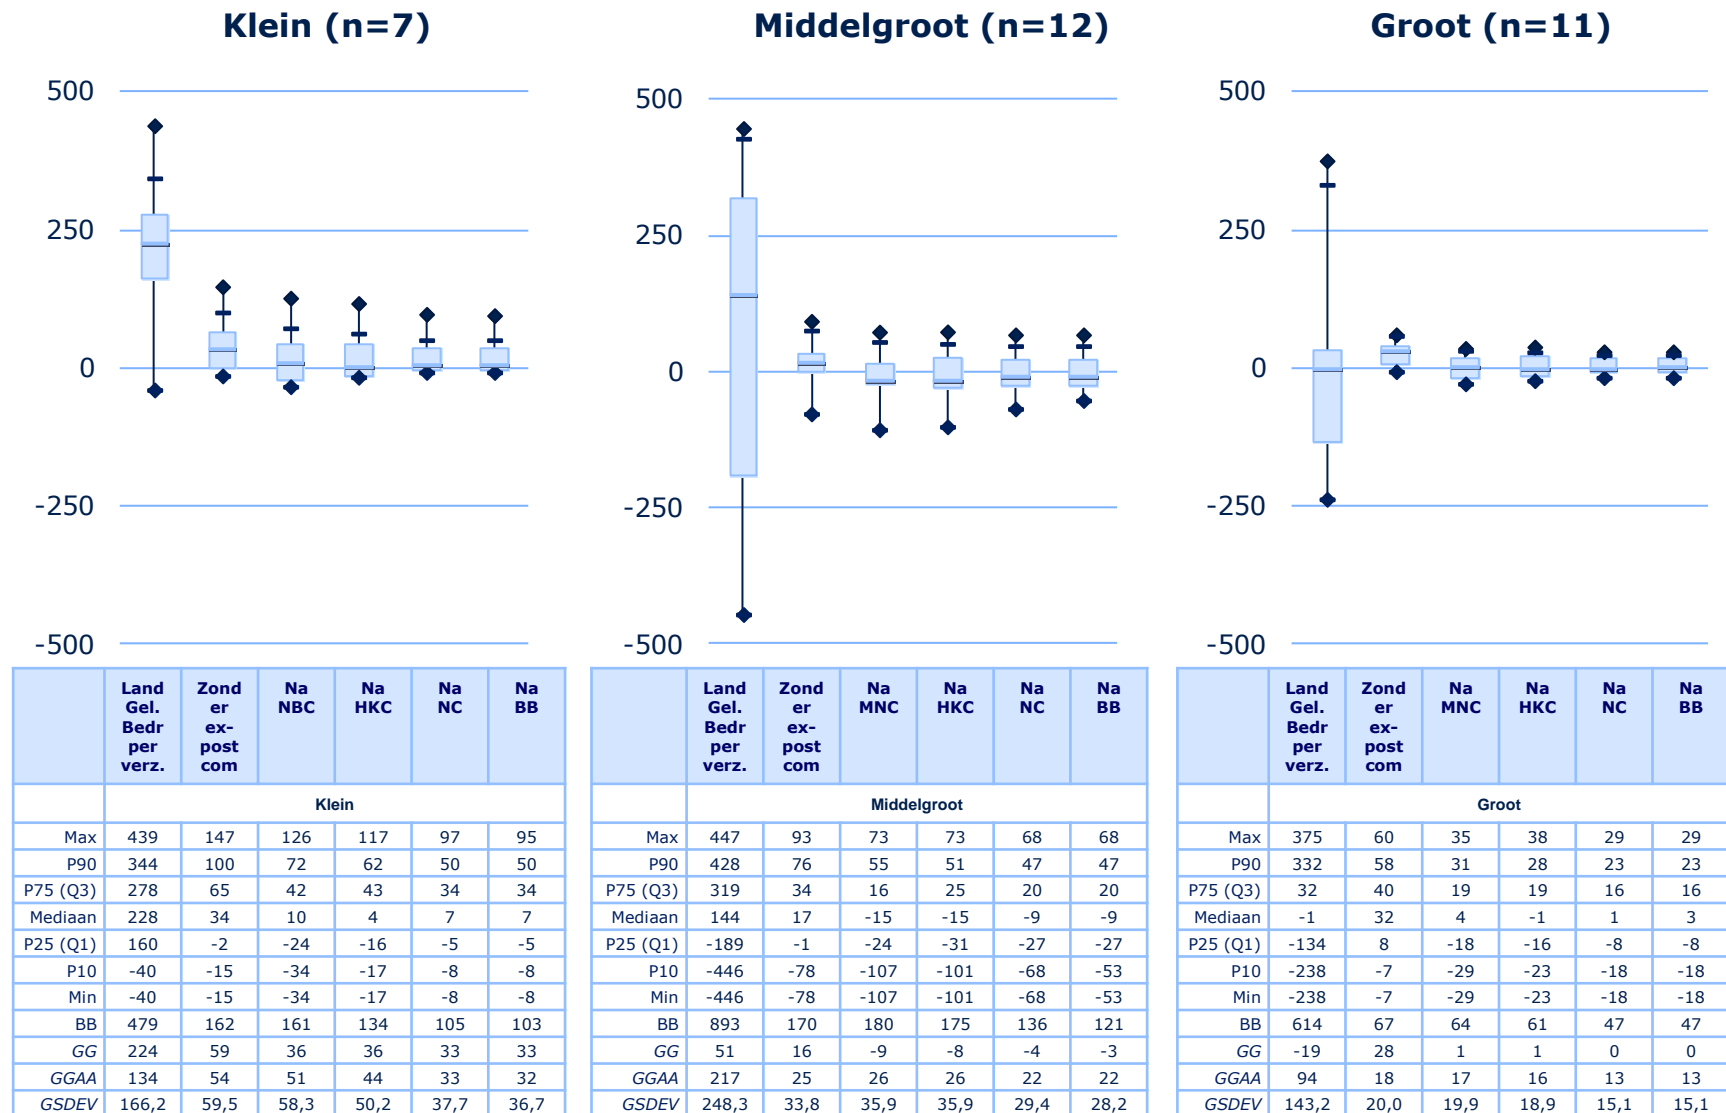 Klein (n=7)
500
250
0
-250
-500
Land Gel. Bedr per verz. | Zond er ex- post com | Na NBC | Na HKC | Na NC | Na BB
Klein
Max 439 147 126 117 97 95
P90 344 100 72 62 50 50
P75 (Q3) 278 65 42 43 34 34
Mediaan 228 34 10 4 7 7
P25 (Q1) 160 -2 -24 -16 -5 -5
P10 -40 -15 -34 -17 -8 -8
Min -40 -15 -34 -17 -8 -8
BB 479 162 161 134 105 103
GG 224 59 36 36 33 33
GGAA 134 54 51 44 33 32
GSDEV 166,2 59,5 58,3 50,2 37,7 36,7
Middelgroot (n=12)
500
250
0
-250
-500
Land Gel. Bedr per verz. | Zond er ex- post com | Na MNC | Na HKC | Na NC | Na BB
Middelgroot
Max 447 93 73 73 68 68
P90 428 76 55 51 47 47
P75 (Q3) 319 34 16 25 20 20
Mediaan 144 17 -15 -15 -9 -9
P25 (Q1) -189 -1 -24 -31 -27 -27
P10 -446 -78 -107 -101 -68 -53
Min -446 -78 -107 -101 -68 -53
BB 893 170 180 175 136 121
GG 51 16 -9 -8 -4 -3
GGAA 217 25 26 26 22 22
GSDEV 248,3 33,8 35,9 35,9 29,4 28,2
Groot (n=11)
500
250
0
-250
-500
Land Gel. Bedr per verz. | Zond er ex- post com | Na MNC | Na HKC | Na NC | Na BB
Groot
Max 375 60 35 38 29 29
P90 332 58 31 28 23 23
P75 (Q3) 32 40 19 19 16 16
Mediaan -1 32 4 -1 1 3
P25 (Q1) -134 8 -18 -16 -8 -8
P10 -238 -7 -29 -23 -18 -18
Min -238 -7 -29 -23 -18 -18
BB 614 67 64 61 47 47
GG -19 28 1 1 0 0
GGAA 94 18 17 16 13 13
GSDEV 143,2 20,0 19,9 18,9 15,1 15,1